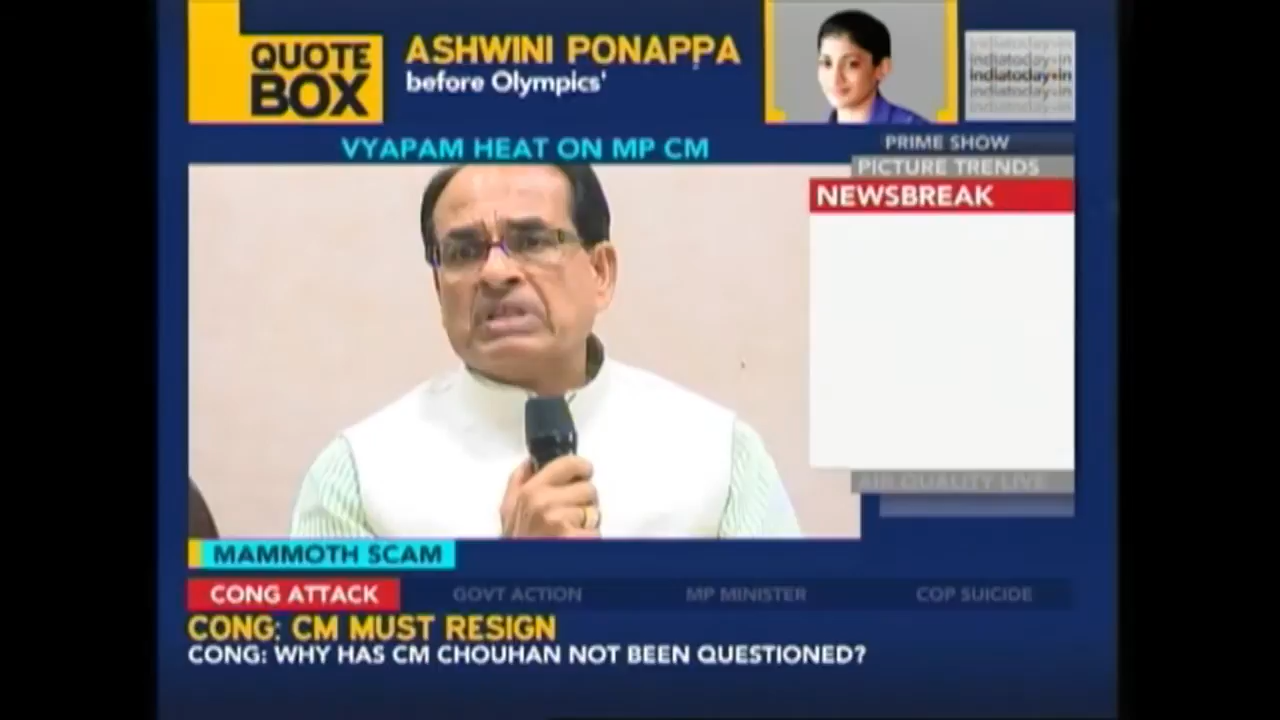 QUOTE
BOX
ASHWINI PONAPPA
before Olympics'
indiatoday.in
indiatoday.in
indiatoday.in
indiatoday.in
VYAPAM HEAT ON MP CM
PRIME SHOW
PICTURE TRENDS
NEWSBREAK
AIR QUALITY LIVE
MAMMOTH SCAM
CONG ATTACK
GOVT ACTION
MP MINISTER
COP SUICIDE
CONG: CM MUST RESIGN
CONG: WHY HAS CM CHOUHAN NOT BEEN QUESTIONED?